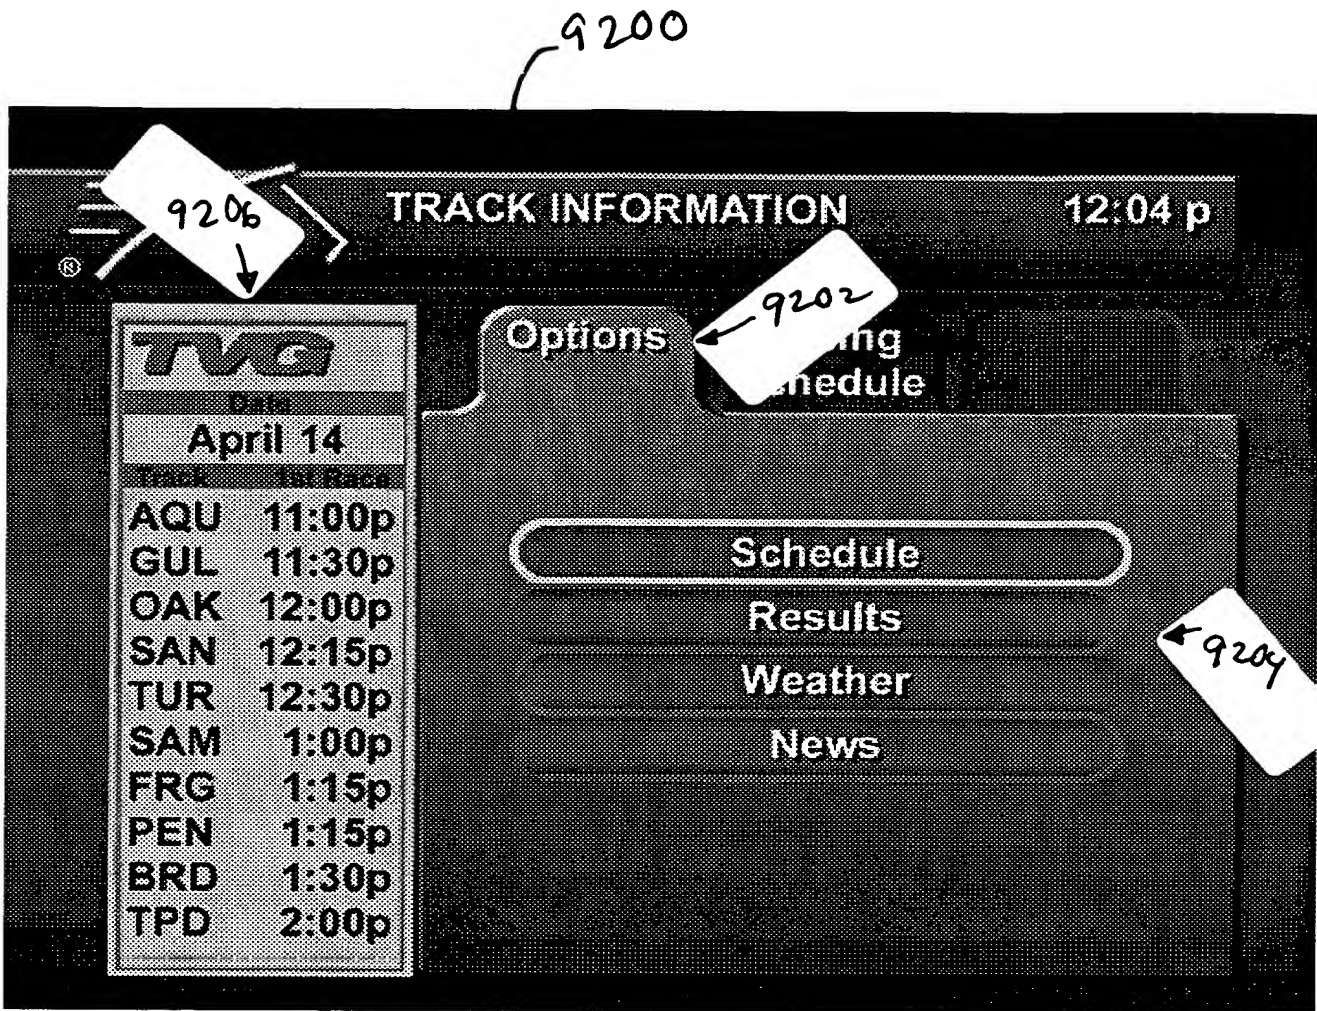 9200
9206
TRACK INFORMATION 12:04 p
®
9202
TVG
Options
Date
April 14
Track 1st Race
AQU 11:00p
GUL 11:30p
OAK 12:00p
SAN 12:15p
TUR 12:30p
SAM 1:00p
FRG 1:15p
PEN 1:15p
BRD 1:30p
TPD 2:00p
Schedule
Results
Weather
News
9204